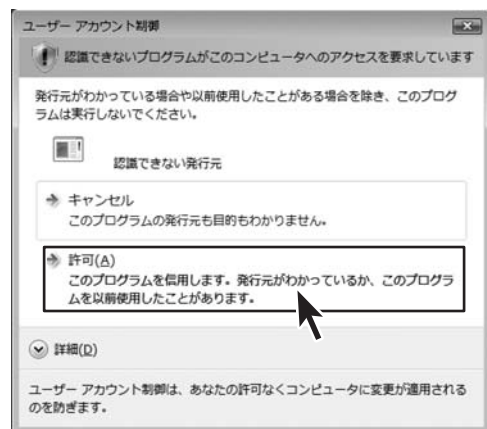 ユーザー アカウント制御
認識できないプログラムがこのコンピュータへのアクセスを要求しています
発行元がわかっている場合や以前使用したことがある場合を除き、このプログ
ラムは実行しないでください。
認識できない発行元
キャンセル
このプログラムの発行元も目的もわかりません。
許可(A)
このプログラムを信用します。発行元がわかっているか、このプログラ
ムを以前使用したことがあります。
詳細(D)
ユーザー アカウント制御は、あなたの許可なくコンピュータに変更が適用される
のを防ぎます。